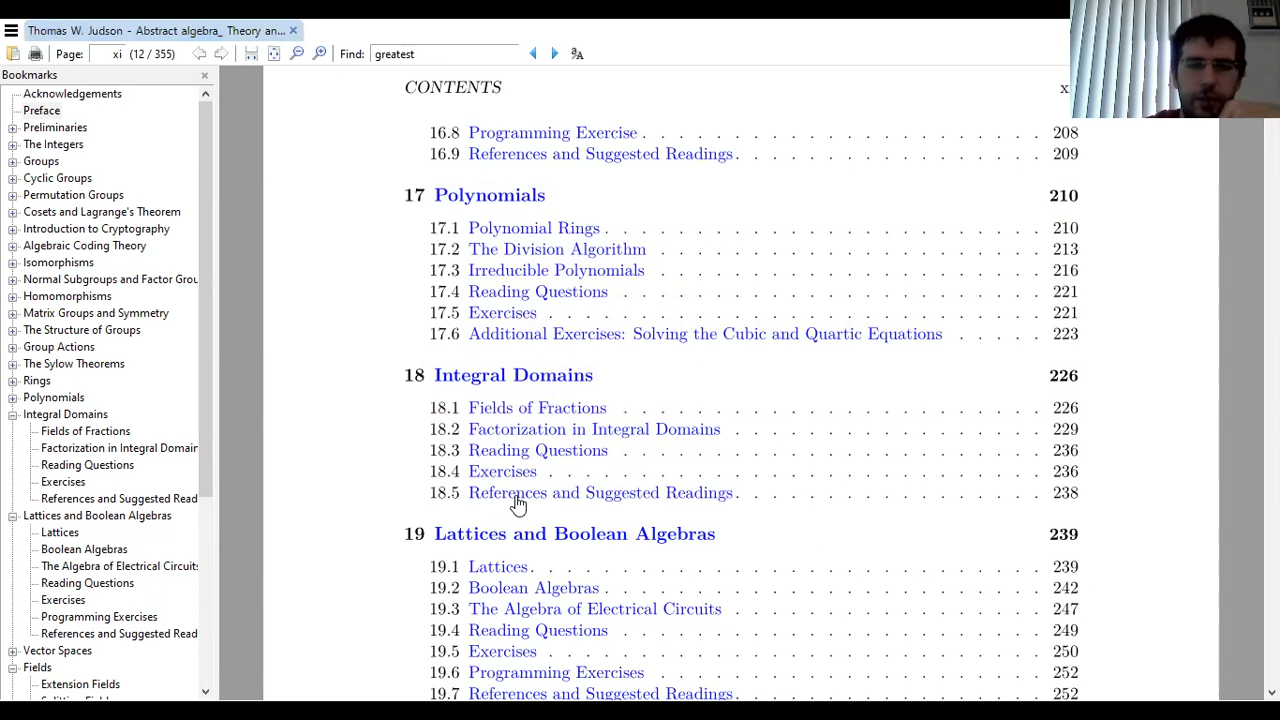 Thomas W. Judson - Abstract algebra_ Theory an...
Page: xi (12 / 355) Find: greatest
Bookmarks
Acknowledgements
Preface
Preliminaries
The Integers
Groups
Cyclic Groups
Permutation Groups
Cosets and Lagrange's Theorem
Introduction to Cryptography
Algebraic Coding Theory
Isomorphisms
Normal Subgroups and Factor Grou
Homomorphisms
Matrix Groups and Symmetry
The Structure of Groups
Group Actions
The Sylow Theorems
Rings
Polynomials
Integral Domains
Fields of Fractions
Factorization in Integral Domair
Reading Questions
Exercises
References and Suggested Read
Lattices and Boolean Algebras
Lattices
Boolean Algebras
The Algebra of Electrical Circuits
Reading Questions
Exercises
Programming Exercises
References and Suggested Read
Vector Spaces
Fields
Extension Fields
CONTENTS x
16.8 Programming Exercise . . . . . . . . . . . . . . . . . . . . 208
16.9 References and Suggested Readings . . . . . . . . . . . . . . . . 209
17 Polynomials 210
17.1 Polynomial Rings . . . . . . . . . . . . . . . . . . . . . . 210
17.2 The Division Algorithm . . . . . . . . . . . . . . . . . . . 213
17.3 Irreducible Polynomials . . . . . . . . . . . . . . . . . . . 216
17.4 Reading Questions . . . . . . . . . . . . . . . . . . . . . 221
17.5 Exercises . . . . . . . . . . . . . . . . . . . . . . . . 221
17.6 Additional Exercises: Solving the Cubic and Quartic Equations . . . . . 223
18 Integral Domains 226
18.1 Fields of Fractions . . . . . . . . . . . . . . . . . . . . . 226
18.2 Factorization in Integral Domains . . . . . . . . . . . . . . . . 229
18.3 Reading Questions . . . . . . . . . . . . . . . . . . . . . 236
18.4 Exercises . . . . . . . . . . . . . . . . . . . . . . . . 236
18.5 References and Suggested Readings . . . . . . . . . . . . . . . . 238
19 Lattices and Boolean Algebras 239
19.1 Lattices . . . . . . . . . . . . . . . . . . . . . . . . . 239
19.2 Boolean Algebras . . . . . . . . . . . . . . . . . . . . . . 242
19.3 The Algebra of Electrical Circuits . . . . . . . . . . . . . . . . 247
19.4 Reading Questions . . . . . . . . . . . . . . . . . . . . . 249
19.5 Exercises . . . . . . . . . . . . . . . . . . . . . . . . 250
19.6 Programming Exercises . . . . . . . . . . . . . . . . . . . . 252
19.7 References and Suggested Readings . . . . . . . . . . . . . . . . 252